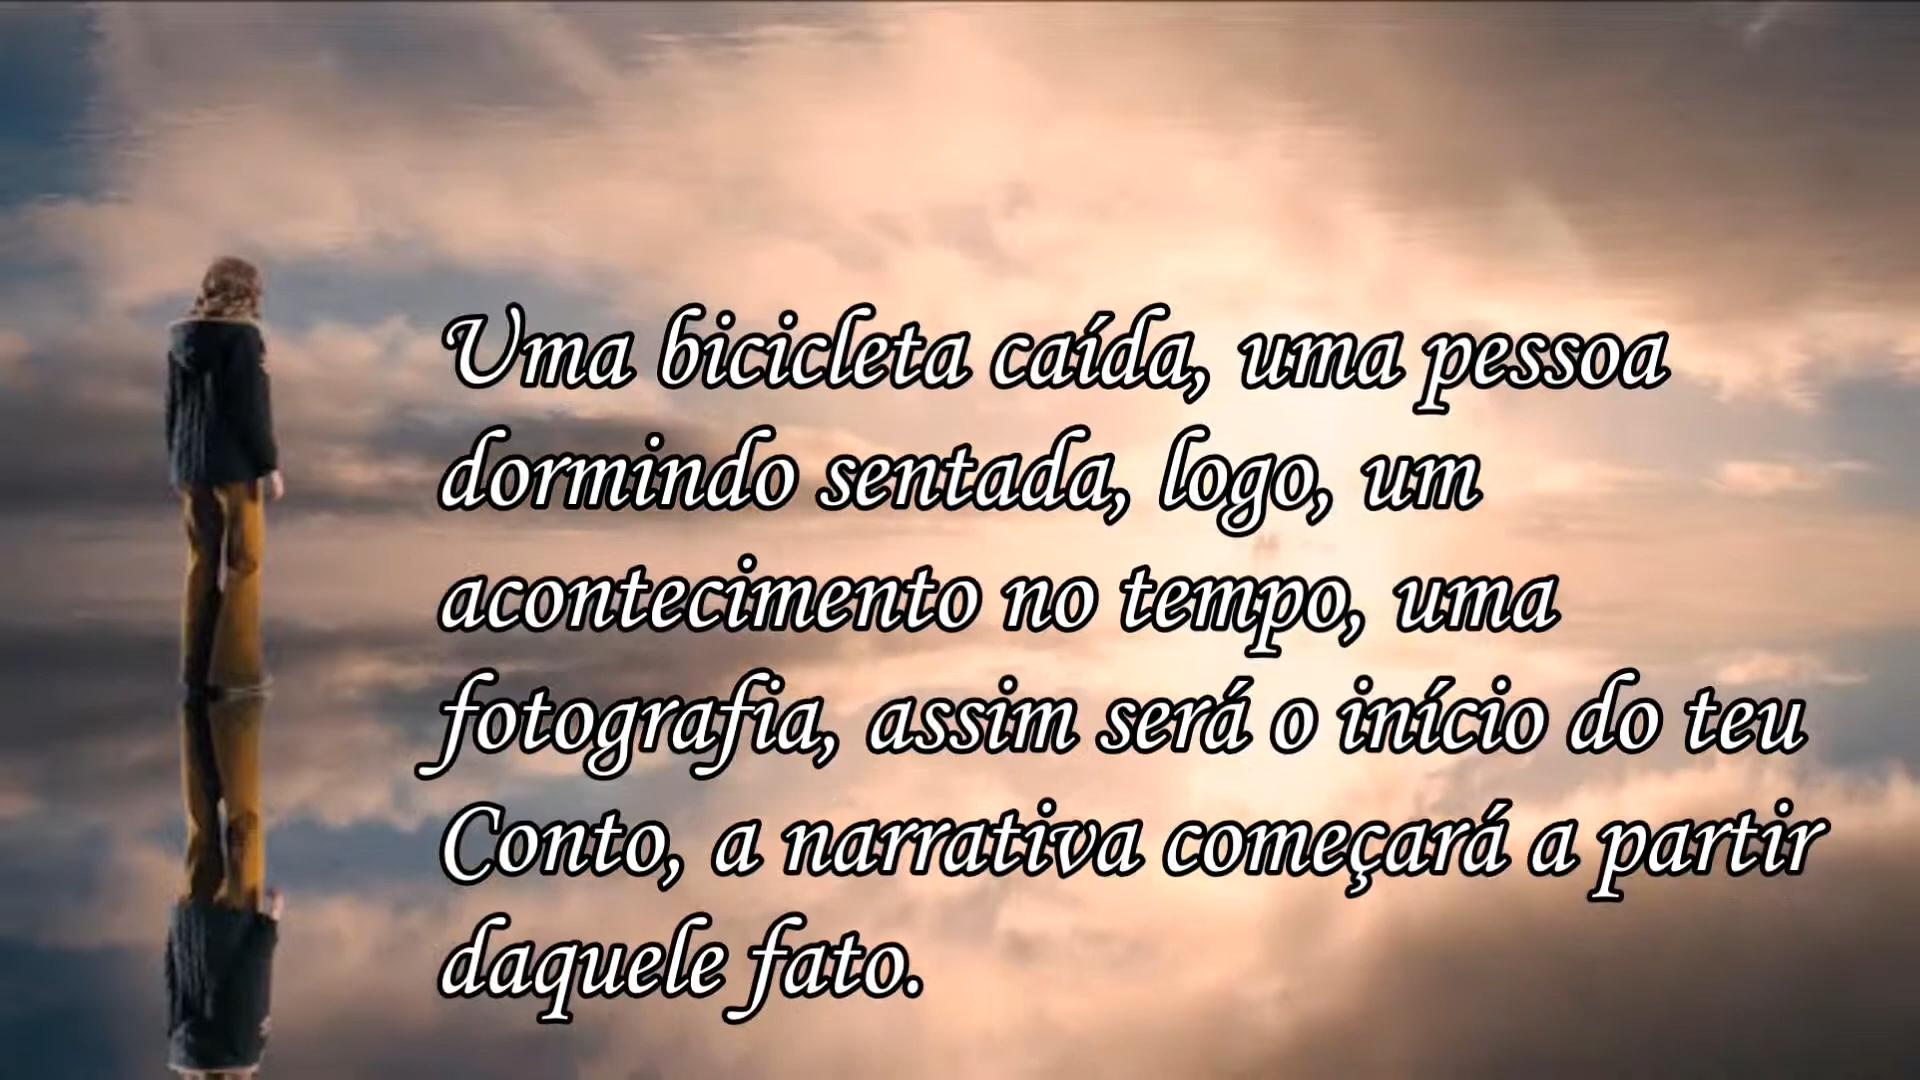 Uma bicicleta caída, uma pessoa
dormindo sentada, logo, um
acontecimento no tempo, uma
fotografia, assim será o início do teu
Conto, a narrativa começará a partir
daquele fato.